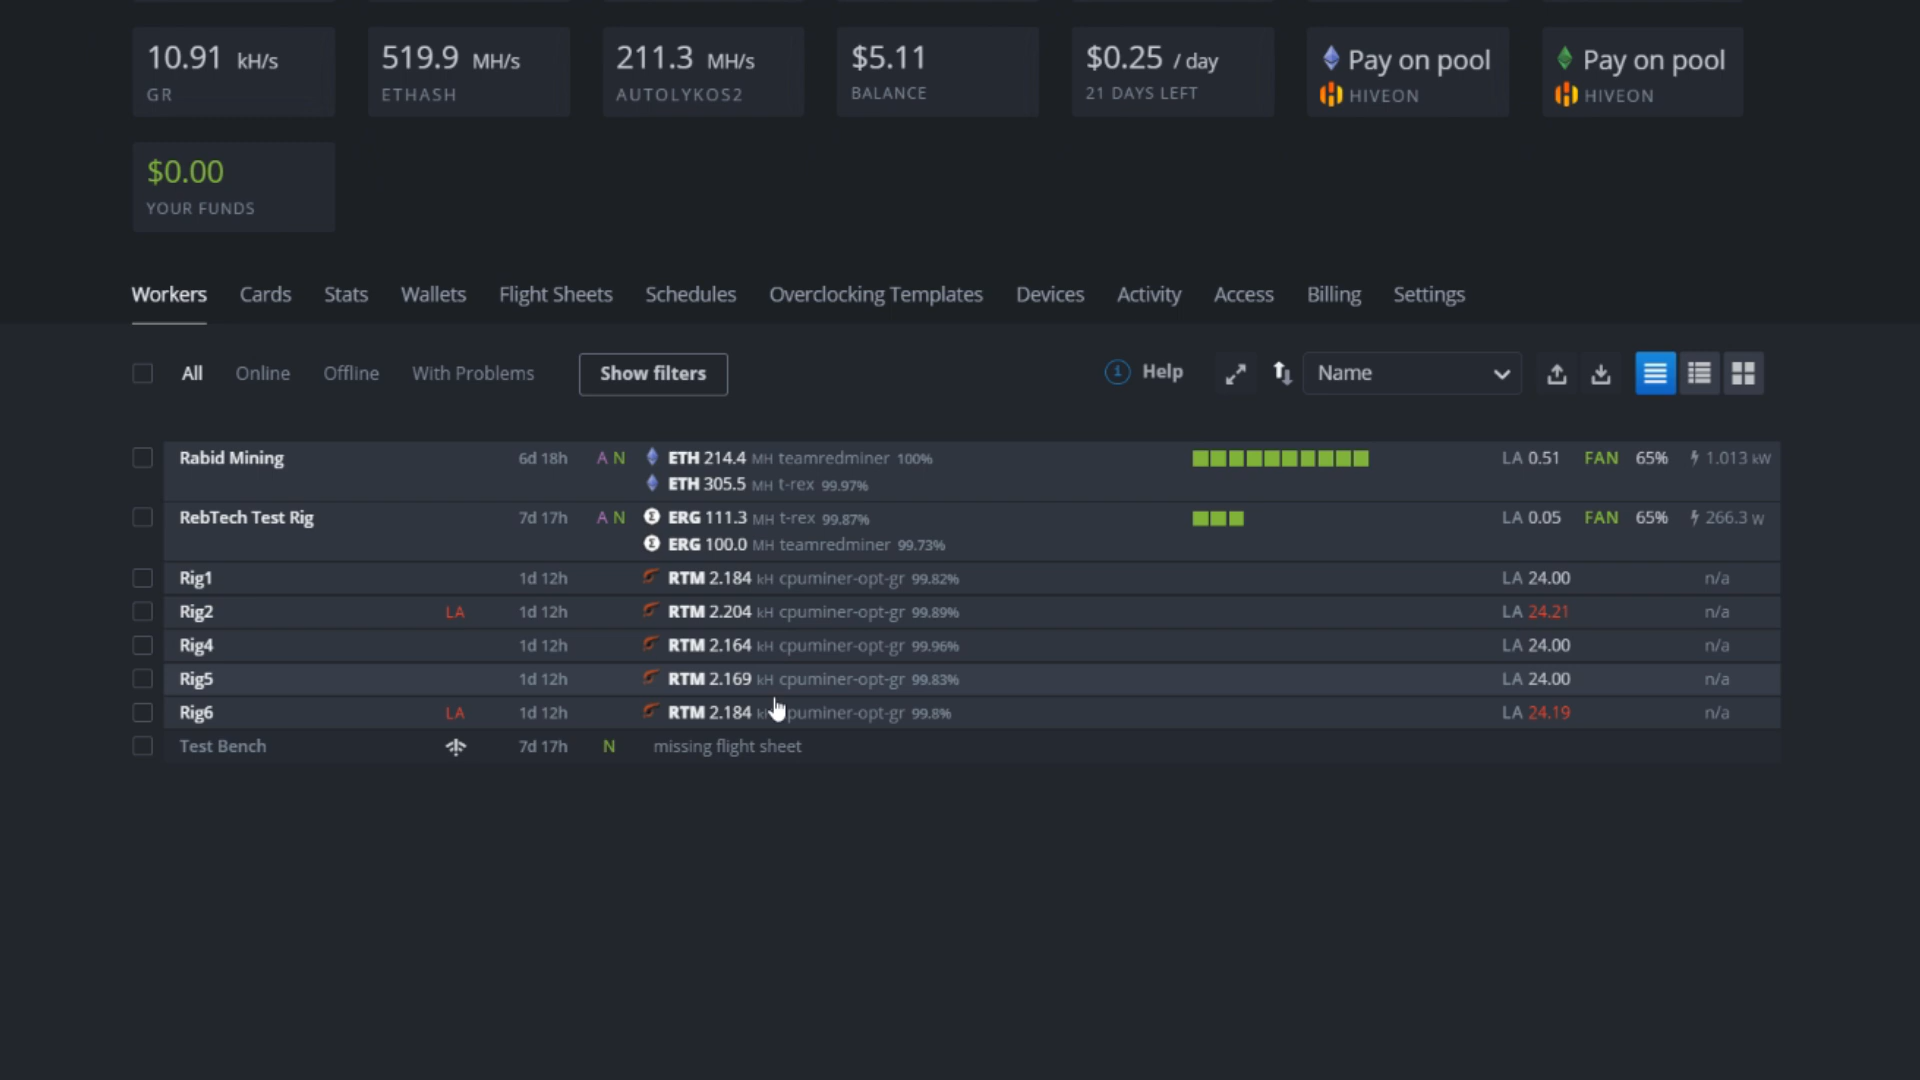 10.91 kH/s
GR
519.9 MH/s
ETHASH
211.3 MH/s
AUTOLYKOS2
$5.11
BALANCE
$0.25 / day
21 DAYS LEFT
Pay on pool
HIVEON
Pay on pool
HIVEON
$0.00
YOUR FUNDS
Workers Cards Stats Wallets Flight Sheets Schedules Overclocking Templates Devices Activity Access Billing Settings
All Online Offline With Problems Show filters Help Name
Rabid Mining 6d 18h A N ETH 214.4 MH teamredminer 100% LA 0.51 FAN 65% 1.013 kW
ETH 305.5 MH t-rex 99.97%
RebTech Test Rig 7d 17h A N ERG 111.3 MH t-rex 99.87% LA 0.05 FAN 65% 266.3 W
ERG 100.0 MH teamredminer 99.73%
Rig1 1d 12h RTM 2.184 kH cpuminer-opt-gr 99.82% LA 24.00 n/a
Rig2 LA 1d 12h RTM 2.204 kH cpuminer-opt-gr 99.89% LA 24.21 n/a
Rig4 1d 12h RTM 2.164 kH cpuminer-opt-gr 99.96% LA 24.00 n/a
Rig5 1d 12h RTM 2.169 kH cpuminer-opt-gr 99.83% LA 24.00 n/a
Rig6 LA 1d 12h RTM 2.184 puminer-opt-gr 99.8% LA 24.19 n/a
Test Bench 7d 17h N missing flight sheet